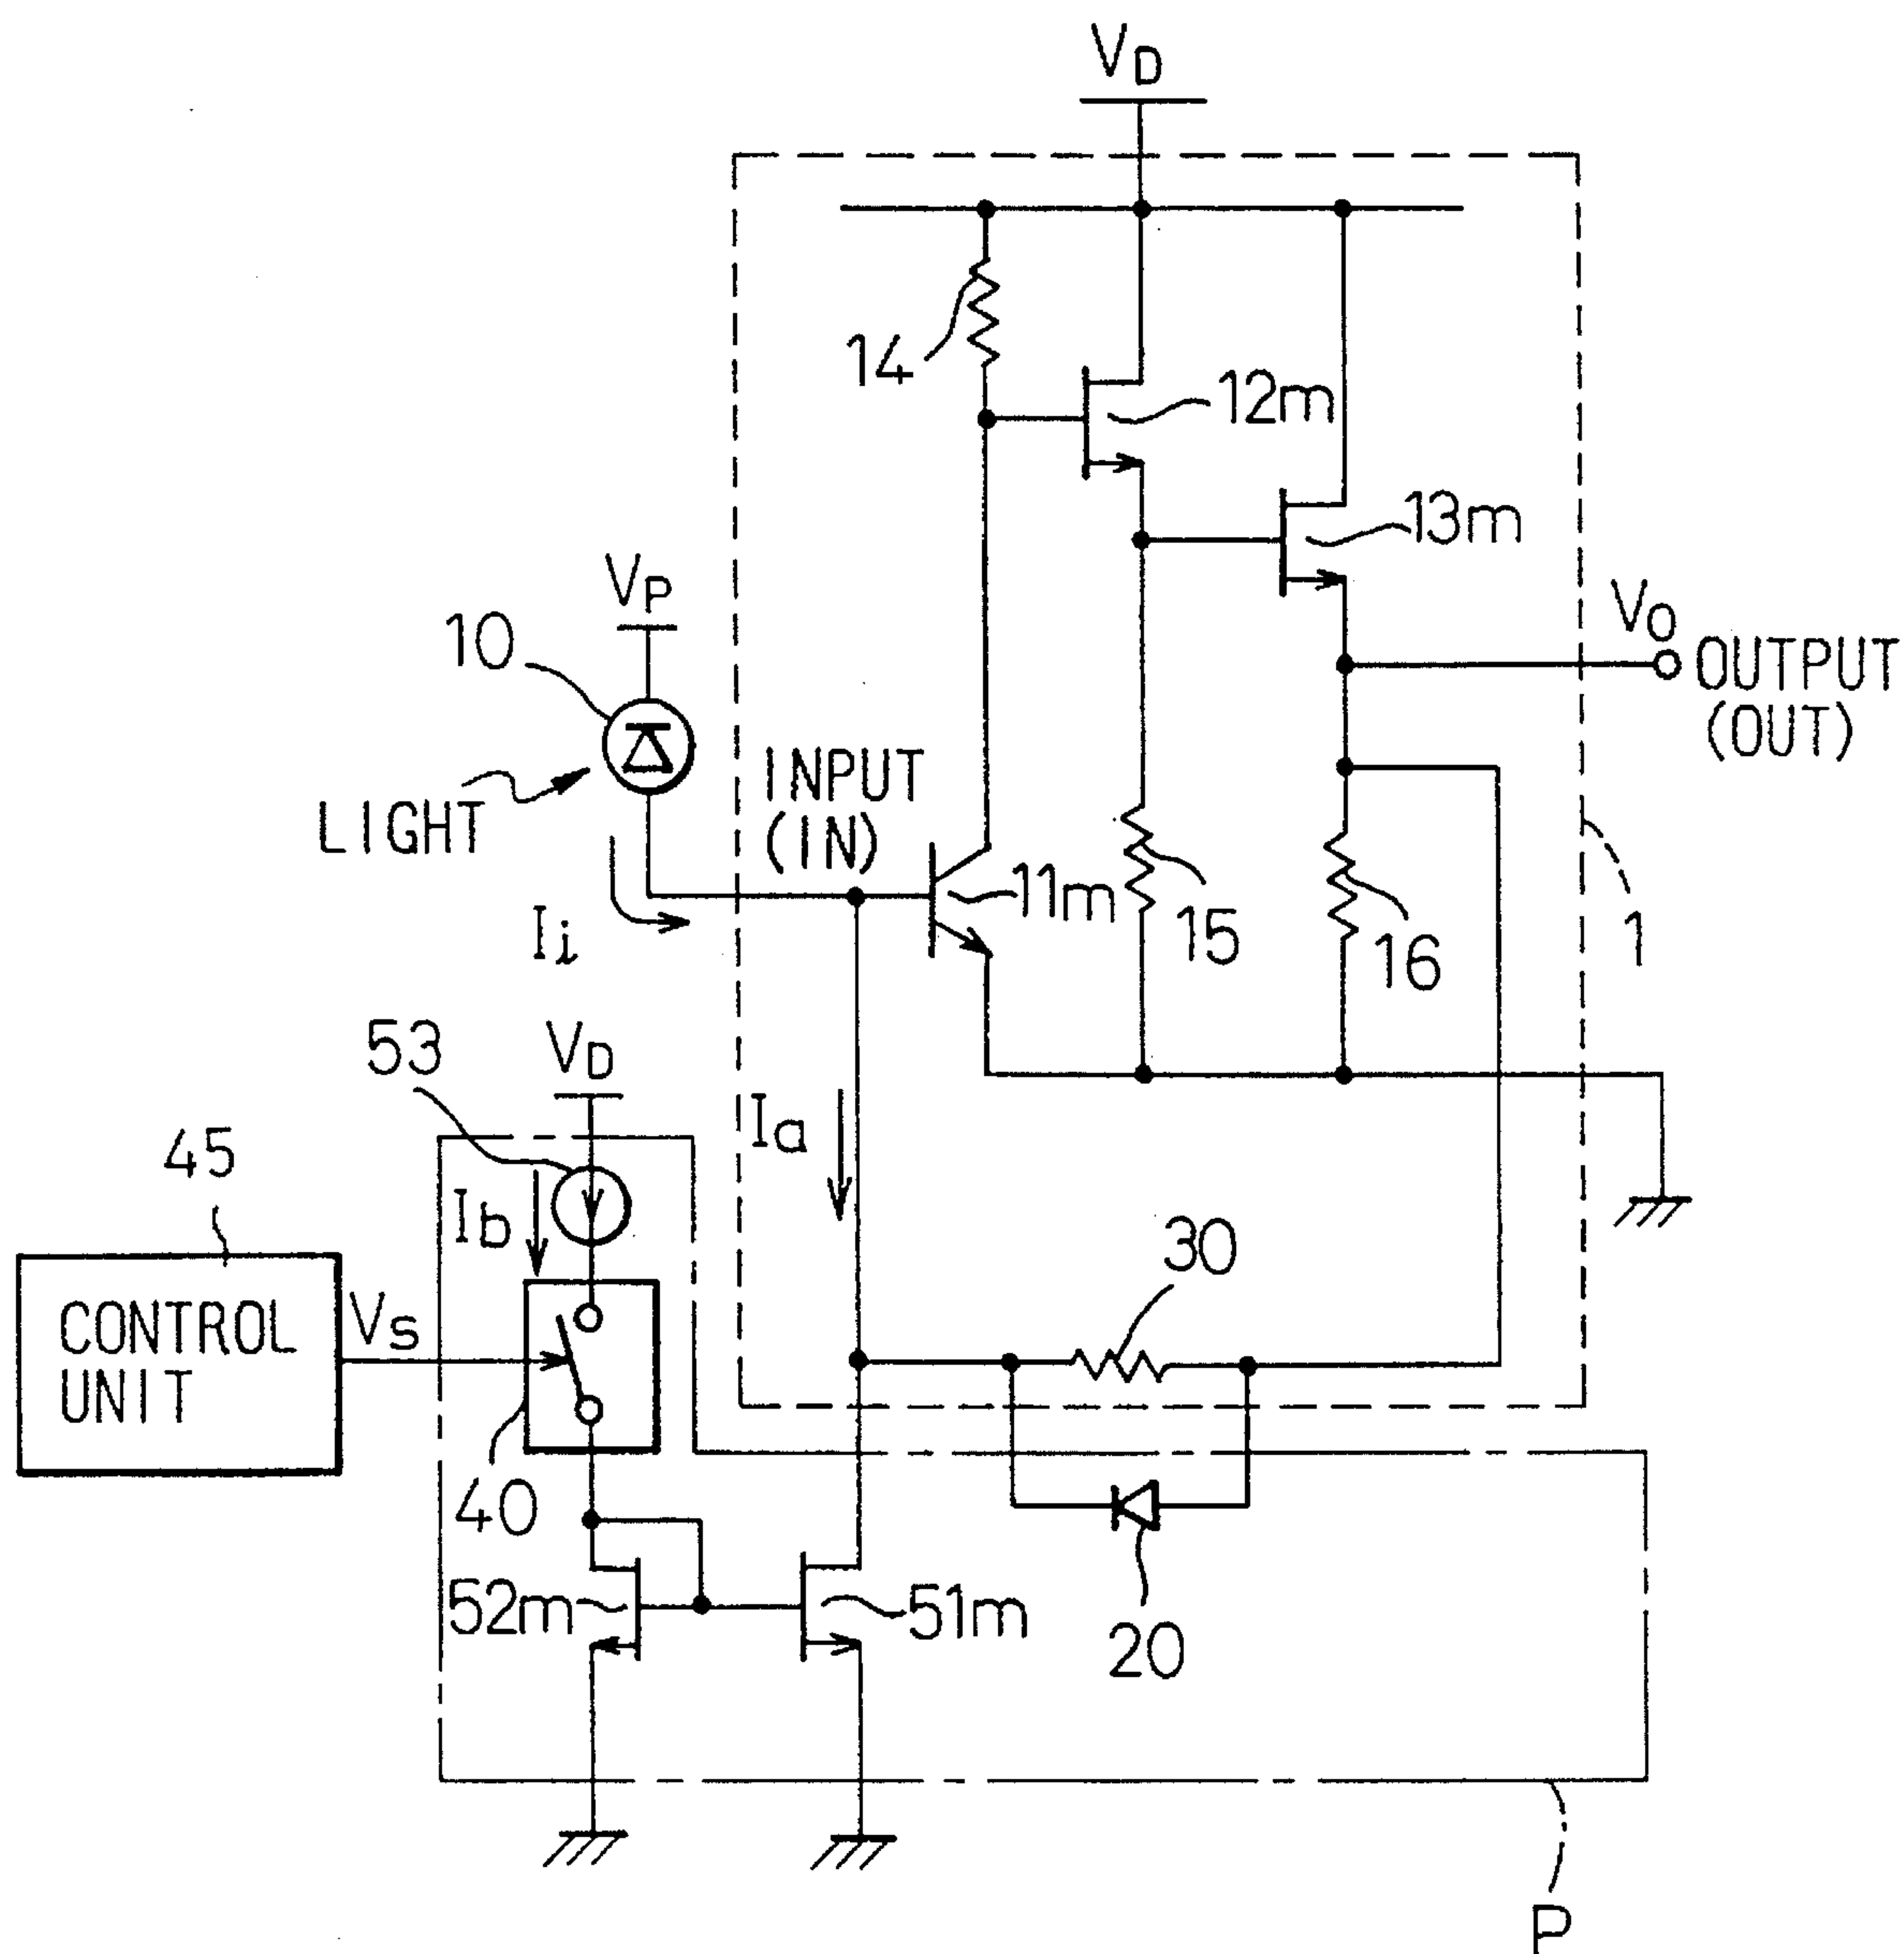 VD
14
12m
13m
VP
10
VO
OUTPUT
(OUT)
INPUT
(IN)
LIGHT
11m
15
16
1
Ii
53
VD
Ia
45
Ib
30
CONTROL
UNIT
VS
40
52m
51m
20
P